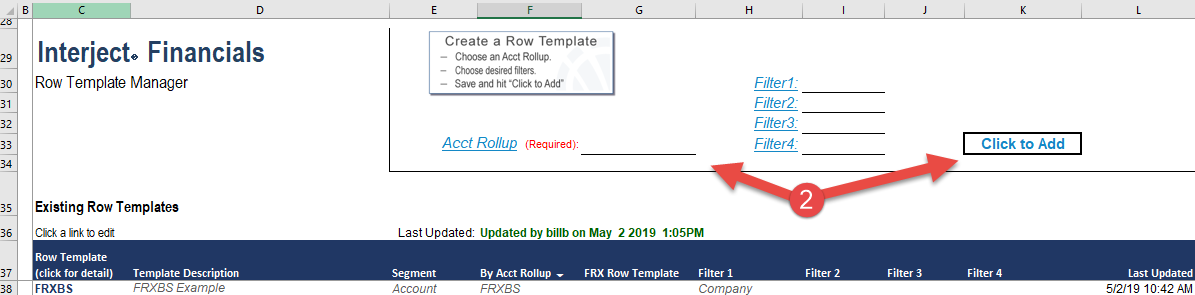 B C D E F G H I J K L
28
29 Interject Financials
Create a Row Template
– Choose an Acct Rollup.
– Choose desired filters.
– Save and hit "Click to Add"
30 Row Template Manager Filter1:
31 Filter2:
32 Filter3:
33 Acct Rollup (Required): Filter4: Click to Add
34
2
35 Existing Row Templates
36 Click a link to edit Last Updated: Updated by billb on May 2 2019 1:05PM
Row Template
37 (click for detail) Template Description Segment By Acct Rollup FRX Row Template Filter 1 Filter 2 Filter 3 Filter 4 Last Updated
38 FRXBS FRXBS Example Account FRXBS Company 5/2/19 10:42 AM